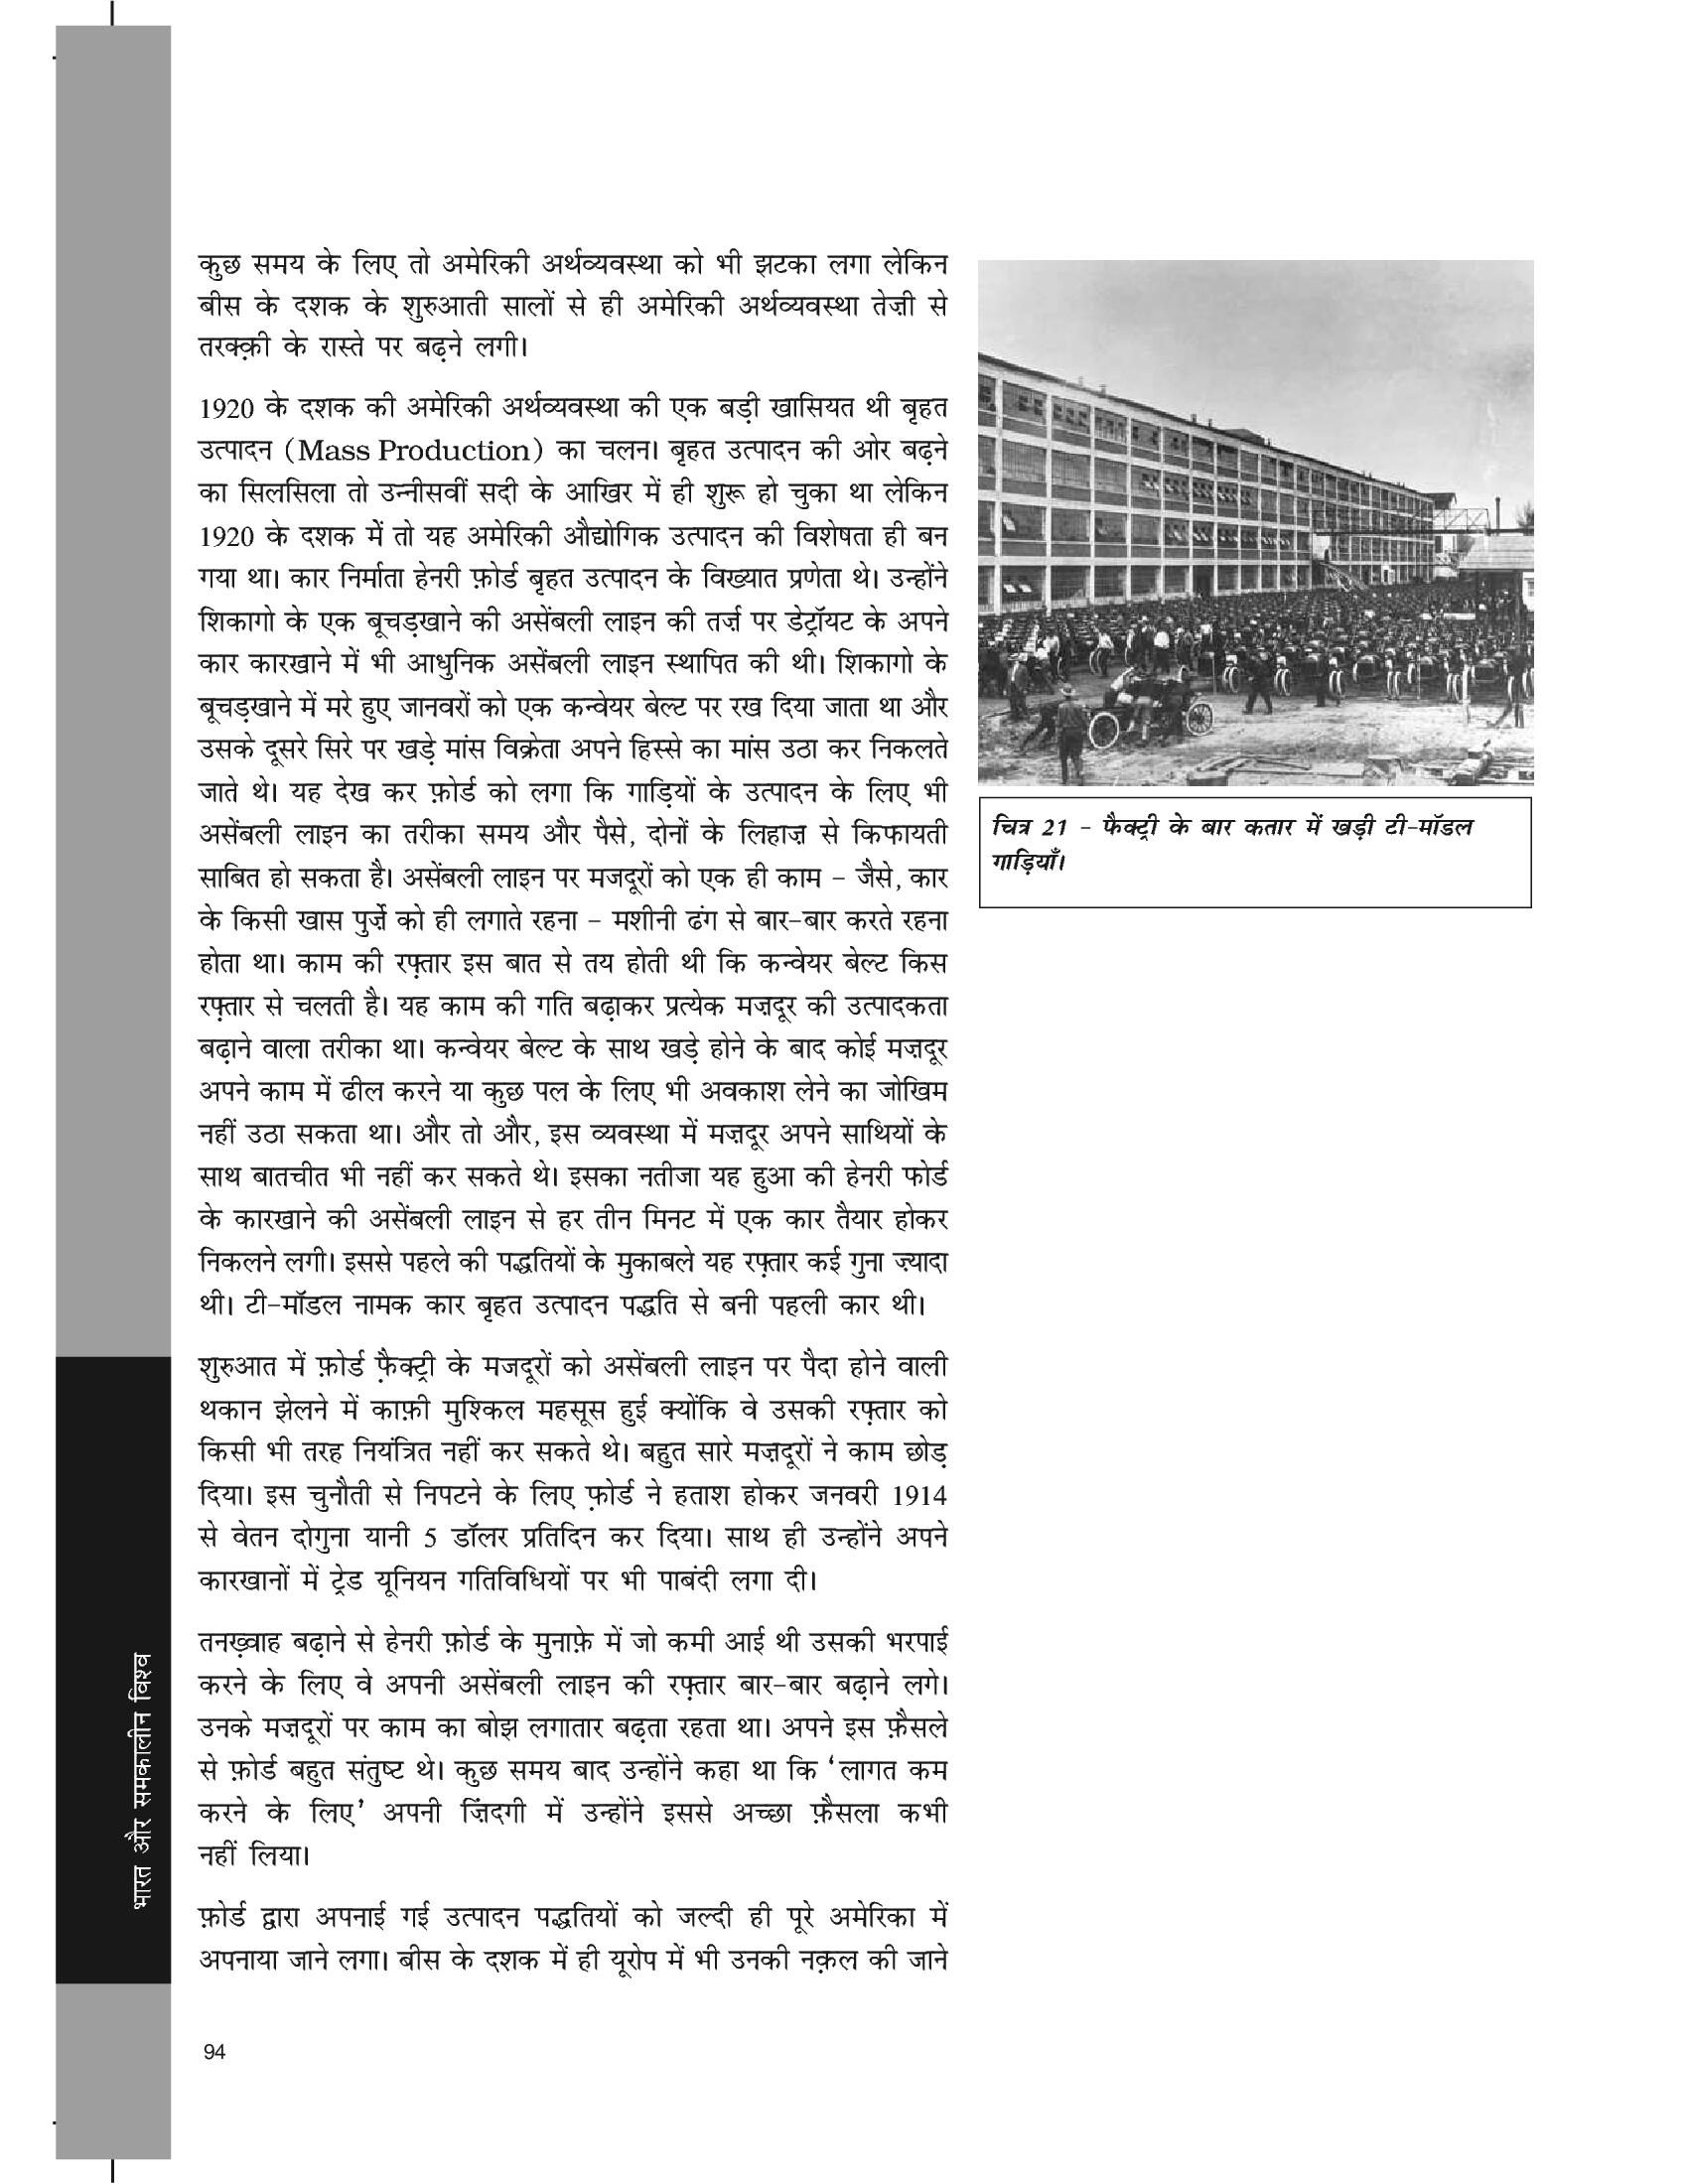 कुछ समय के लिए तो अमेरिकी अर्थव्यवस्था को भी झटका लगा लेकिन
बीस के दशक के शुरुआती सालों से ही अमेरिकी अर्थव्यवस्था तेज़ी से
तरक्क़ी के रास्ते पर बढ़ने लगी।
1920 के दशक की अमेरिकी अर्थव्यवस्था की एक बड़ी खासियत थी बृहत
उत्पादन (Mass Production) का चलन। बृहत उत्पादन की ओर बढ़ने
का सिलसिला तो उन्नीसवीं सदी के आखिर में ही शुरू हो चुका था लेकिन
1920 के दशक में तो यह अमेरिकी औद्योगिक उत्पादन की विशेषता ही बन
गया था। कार निर्माता हेनरी फ़ोर्ड बृहत उत्पादन के विख्यात प्रणेता थे। उन्होंने
शिकागो के एक बूचड़खाने की असेंबली लाइन की तर्ज़ पर डेट्रॉयट के अपने
कार कारखाने में भी आधुनिक असेंबली लाइन स्थापित की थी। शिकागो के
बूचड़खाने में मरे हुए जानवरों को एक कन्वेयर बेल्ट पर रख दिया जाता था और
उसके दूसरे सिरे पर खड़े मांस विक्रेता अपने हिस्से का मांस उठा कर निकलते
जाते थे। यह देख कर फ़ोर्ड को लगा कि गाड़ियों के उत्पादन के लिए भी
असेंबली लाइन का तरीका समय और पैसे, दोनों के लिहाज़ से किफायती
साबित हो सकता है। असेंबली लाइन पर मजदूरों को एक ही काम – जैसे, कार
के किसी खास पुर्ज़े को ही लगाते रहना – मशीनी ढंग से बार-बार करते रहना
होता था। काम की रफ़्तार इस बात से तय होती थी कि कन्वेयर बेल्ट किस
रफ़्तार से चलती है। यह काम की गति बढ़ाकर प्रत्येक मज़दूर की उत्पादकता
बढ़ाने वाला तरीका था। कन्वेयर बेल्ट के साथ खड़े होने के बाद कोई मज़दूर
अपने काम में ढील करने या कुछ पल के लिए भी अवकाश लेने का जोखिम
नहीं उठा सकता था। और तो और, इस व्यवस्था में मज़दूर अपने साथियों के
साथ बातचीत भी नहीं कर सकते थे। इसका नतीजा यह हुआ की हेनरी फोर्ड
के कारखाने की असेंबली लाइन से हर तीन मिनट में एक कार तैयार होकर
निकलने लगी। इससे पहले की पद्धतियों के मुकाबले यह रफ़्तार कई गुना ज़्यादा
थी। टी-मॉडल नामक कार बृहत उत्पादन पद्धति से बनी पहली कार थी।
शुरुआत में फ़ोर्ड फ़ैक्ट्री के मजदूरों को असेंबली लाइन पर पैदा होने वाली
थकान झेलने में काफ़ी मुश्किल महसूस हुई क्योंकि वे उसकी रफ़्तार को
किसी भी तरह नियंत्रित नहीं कर सकते थे। बहुत सारे मज़दूरों ने काम छोड़
दिया। इस चुनौती से निपटने के लिए फ़ोर्ड ने हताश होकर जनवरी 1914
से वेतन दोगुना यानी 5 डॉलर प्रतिदिन कर दिया। साथ ही उन्होंने अपने
कारखानों में ट्रेड यूनियन गतिविधियों पर भी पाबंदी लगा दी।
तनख़्वाह बढ़ाने से हेनरी फ़ोर्ड के मुनाफ़े में जो कमी आई थी उसकी भरपाई
करने के लिए वे अपनी असेंबली लाइन की रफ़्तार बार-बार बढ़ाने लगे।
उनके मज़दूरों पर काम का बोझ लगातार बढ़ता रहता था। अपने इस फ़ैसले
से फ़ोर्ड बहुत संतुष्ट थे। कुछ समय बाद उन्होंने कहा था कि ‘लागत कम
करने के लिए’ अपनी ज़िंदगी में उन्होंने इससे अच्छा फ़ैसला कभी
नहीं लिया।
फ़ोर्ड द्वारा अपनाई गई उत्पादन पद्धतियों को जल्दी ही पूरे अमेरिका में
अपनाया जाने लगा। बीस के दशक में ही यूरोप में भी उनकी नक़ल की जाने
चित्र 21 – फैक्ट्री के बार कतार में खड़ी टी-मॉडल
गाड़ियाँ।
भारत और समकालीन विश्व
94